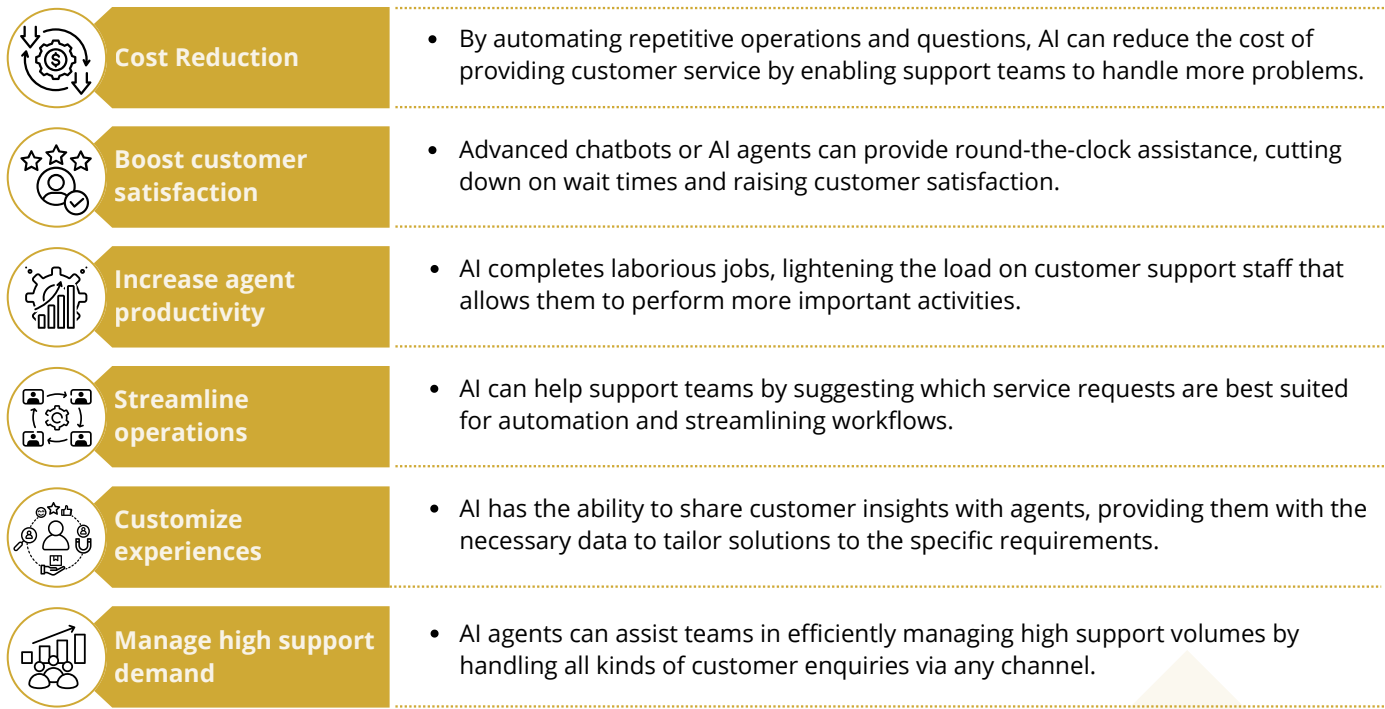 Cost Reduction
• By automating repetitive operations and questions, AI can reduce the cost of
providing customer service by enabling support teams to handle more problems.
Boost customer
satisfaction
• Advanced chatbots or AI agents can provide round-the-clock assistance, cutting
down on wait times and raising customer satisfaction.
Increase agent
productivity
• AI completes laborious jobs, lightening the load on customer support staff that
allows them to perform more important activities.
Streamline
operations
• AI can help support teams by suggesting which service requests are best suited
for automation and streamlining workflows.
Customize
experiences
• AI has the ability to share customer insights with agents, providing them with the
necessary data to tailor solutions to the specific requirements.
Manage high support
demand
• AI agents can assist teams in efficiently managing high support volumes by
handling all kinds of customer enquiries via any channel.